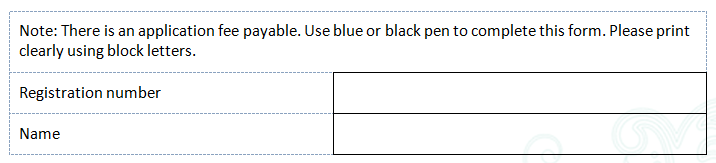 Note: There is an application fee payable. Use blue or black pen to complete this form. Please print
clearly using block letters.
Registration number
Name